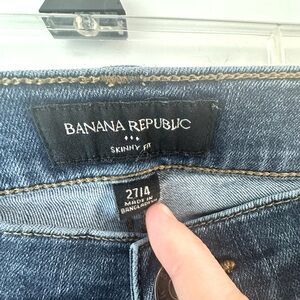 BANANA REPUBLIC
SKINNY FIT
27/4
MADE IN
BANGLADESH